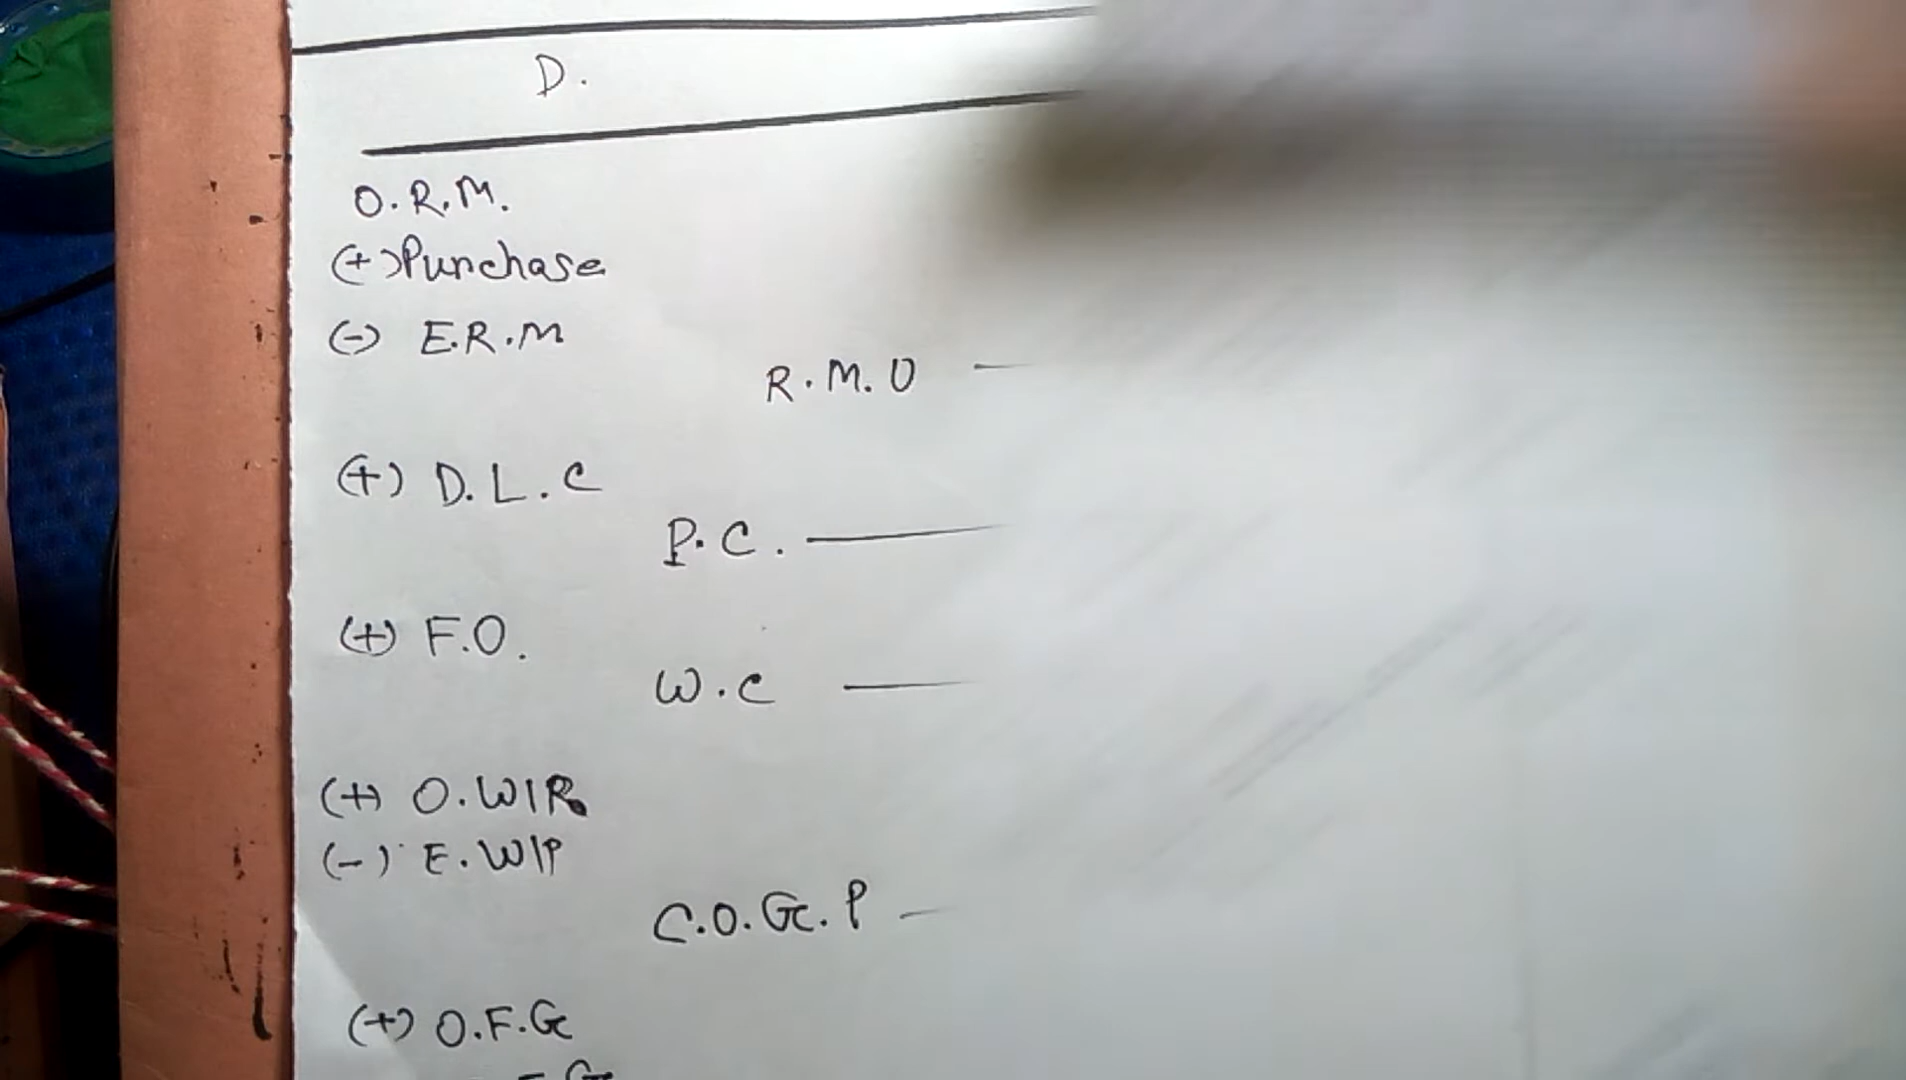 D.
O.R.M.
(+) Purchase
(-) E.R.M
R.M.U
(+) D.L.C
P.C.
(+) F.O.
W.C
(+) O.WIP
(-) E.WIP
C.O.G.P
(+) O.F.G